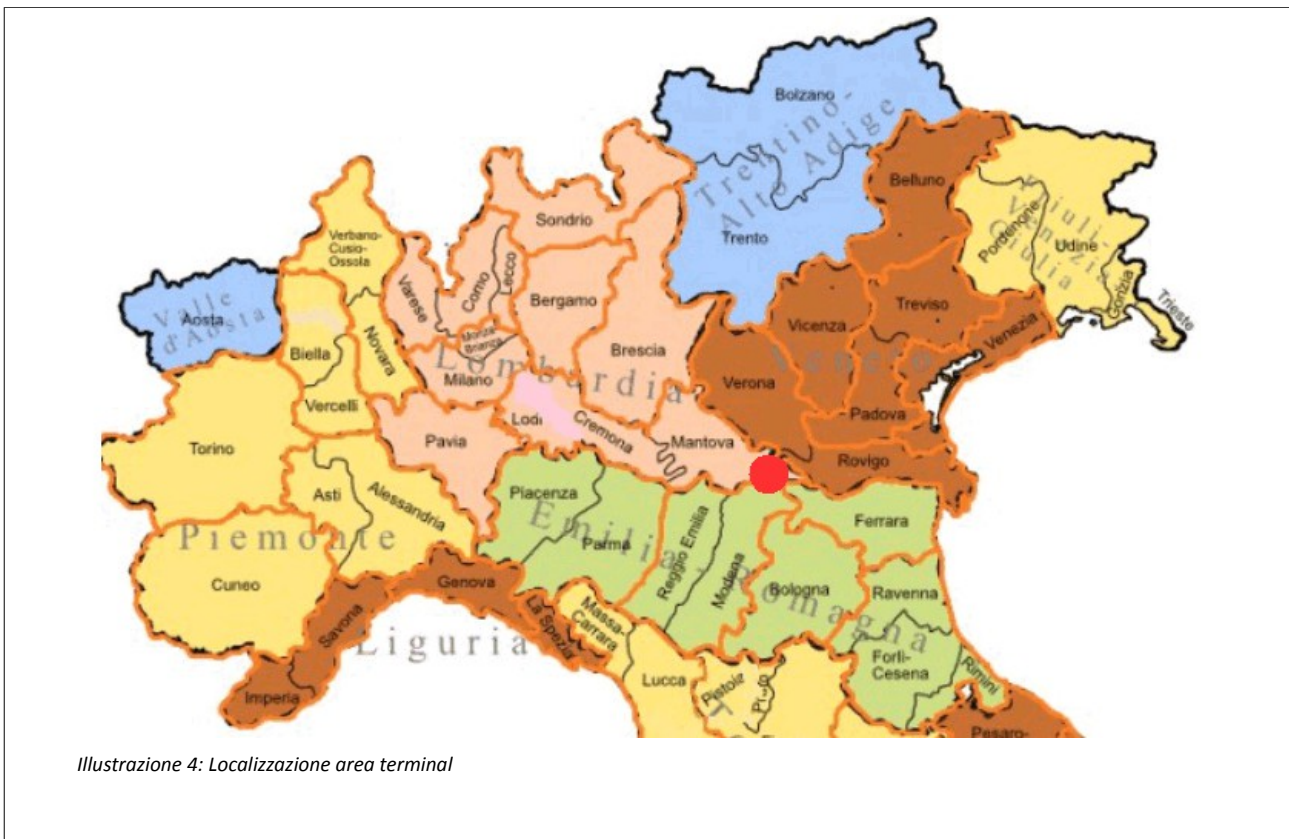 Bolzano
Trentino-
Alto Adige
Trento
Belluno
Friuli-
Venezia
Giulia
Pordenone
Udine
Gorizia
Trieste
Sondrio
Verbano-
Cusio-
Ossola
Varese
Como
Lecco
Bergamo
Treviso
Valle
d'Aosta
Aosta
Vicenza
Venezia
Monza-
Brianza
Brescia
Veneto
Biella
Novara
Lombardia
Milano
Verona
Vercelli
Padova
Lodi
Cremona
Mantova
Pavia
Torino
Rovigo
Asti
Alessandria
Piacenza
Ferrara
Piemonte
Emilia
Romagna
Parma
Reggio Emilia
Modena
Cuneo
Genova
Bologna
Ravenna
Savona
La Spezia
Massa-
Carrara
Liguria
Forlì-
Cesena
Rimini
Lucca
Pistoia
Imperia
Pesaro-
Illustrazione 4: Localizzazione area terminal